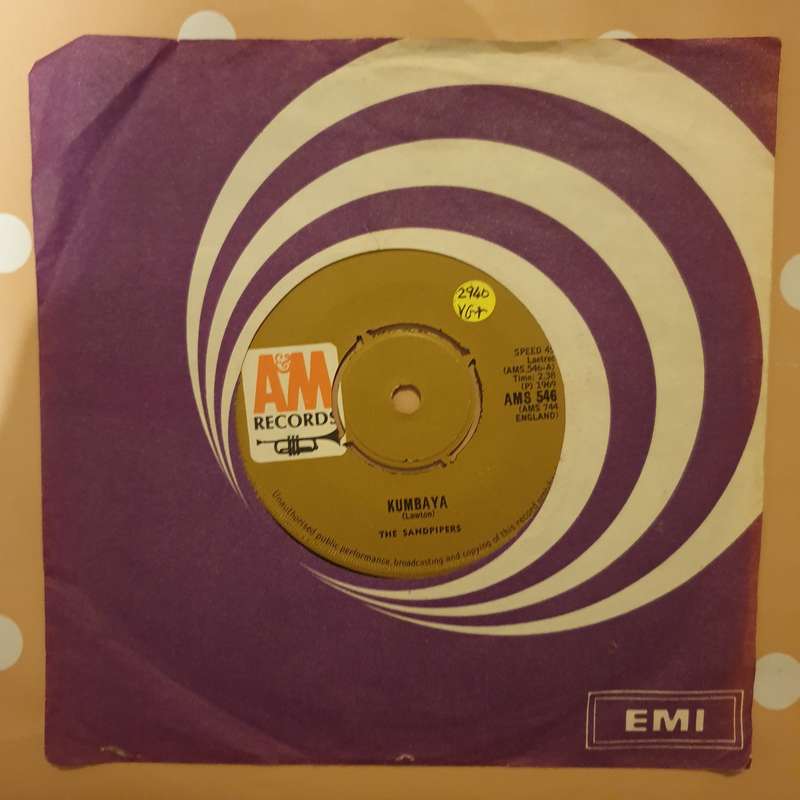 2940
VG+
SPEED 45
(AMS.546-A)
Time: 2.38
(P) 1969
AMS 546
(AMS 744
ENGLAND)
A&M
RECORDS
KUMBAYA
(Lawton)
THE SANDPIPERS
Unauthorised public performance, broadcasting and copying of this record
EMI